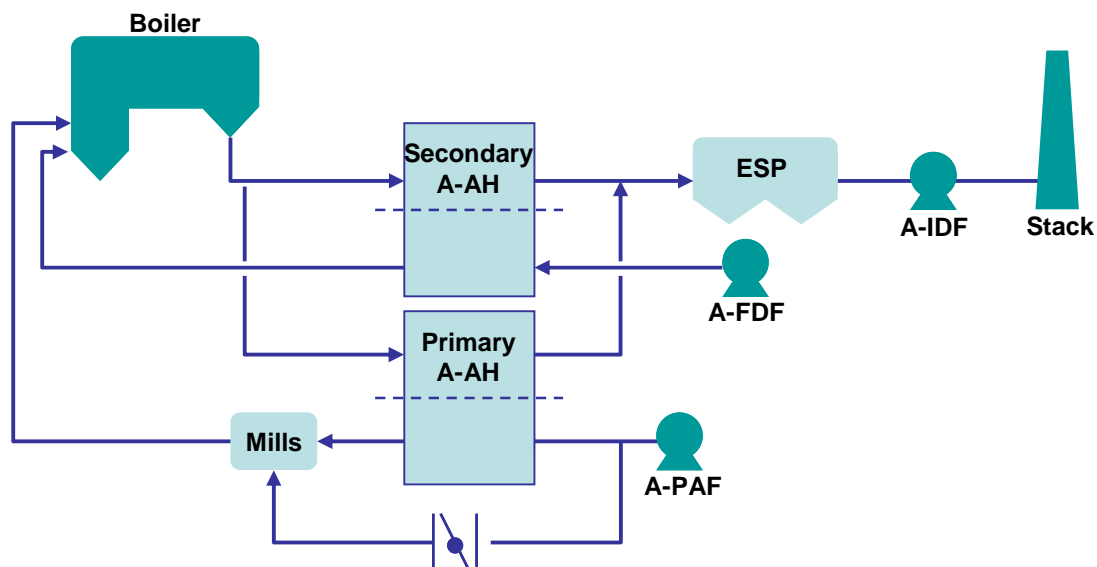 Boiler
Secondary
A-AH
ESP
A-IDF
Stack
A-FDF
Primary
A-AH
Mills
A-PAF